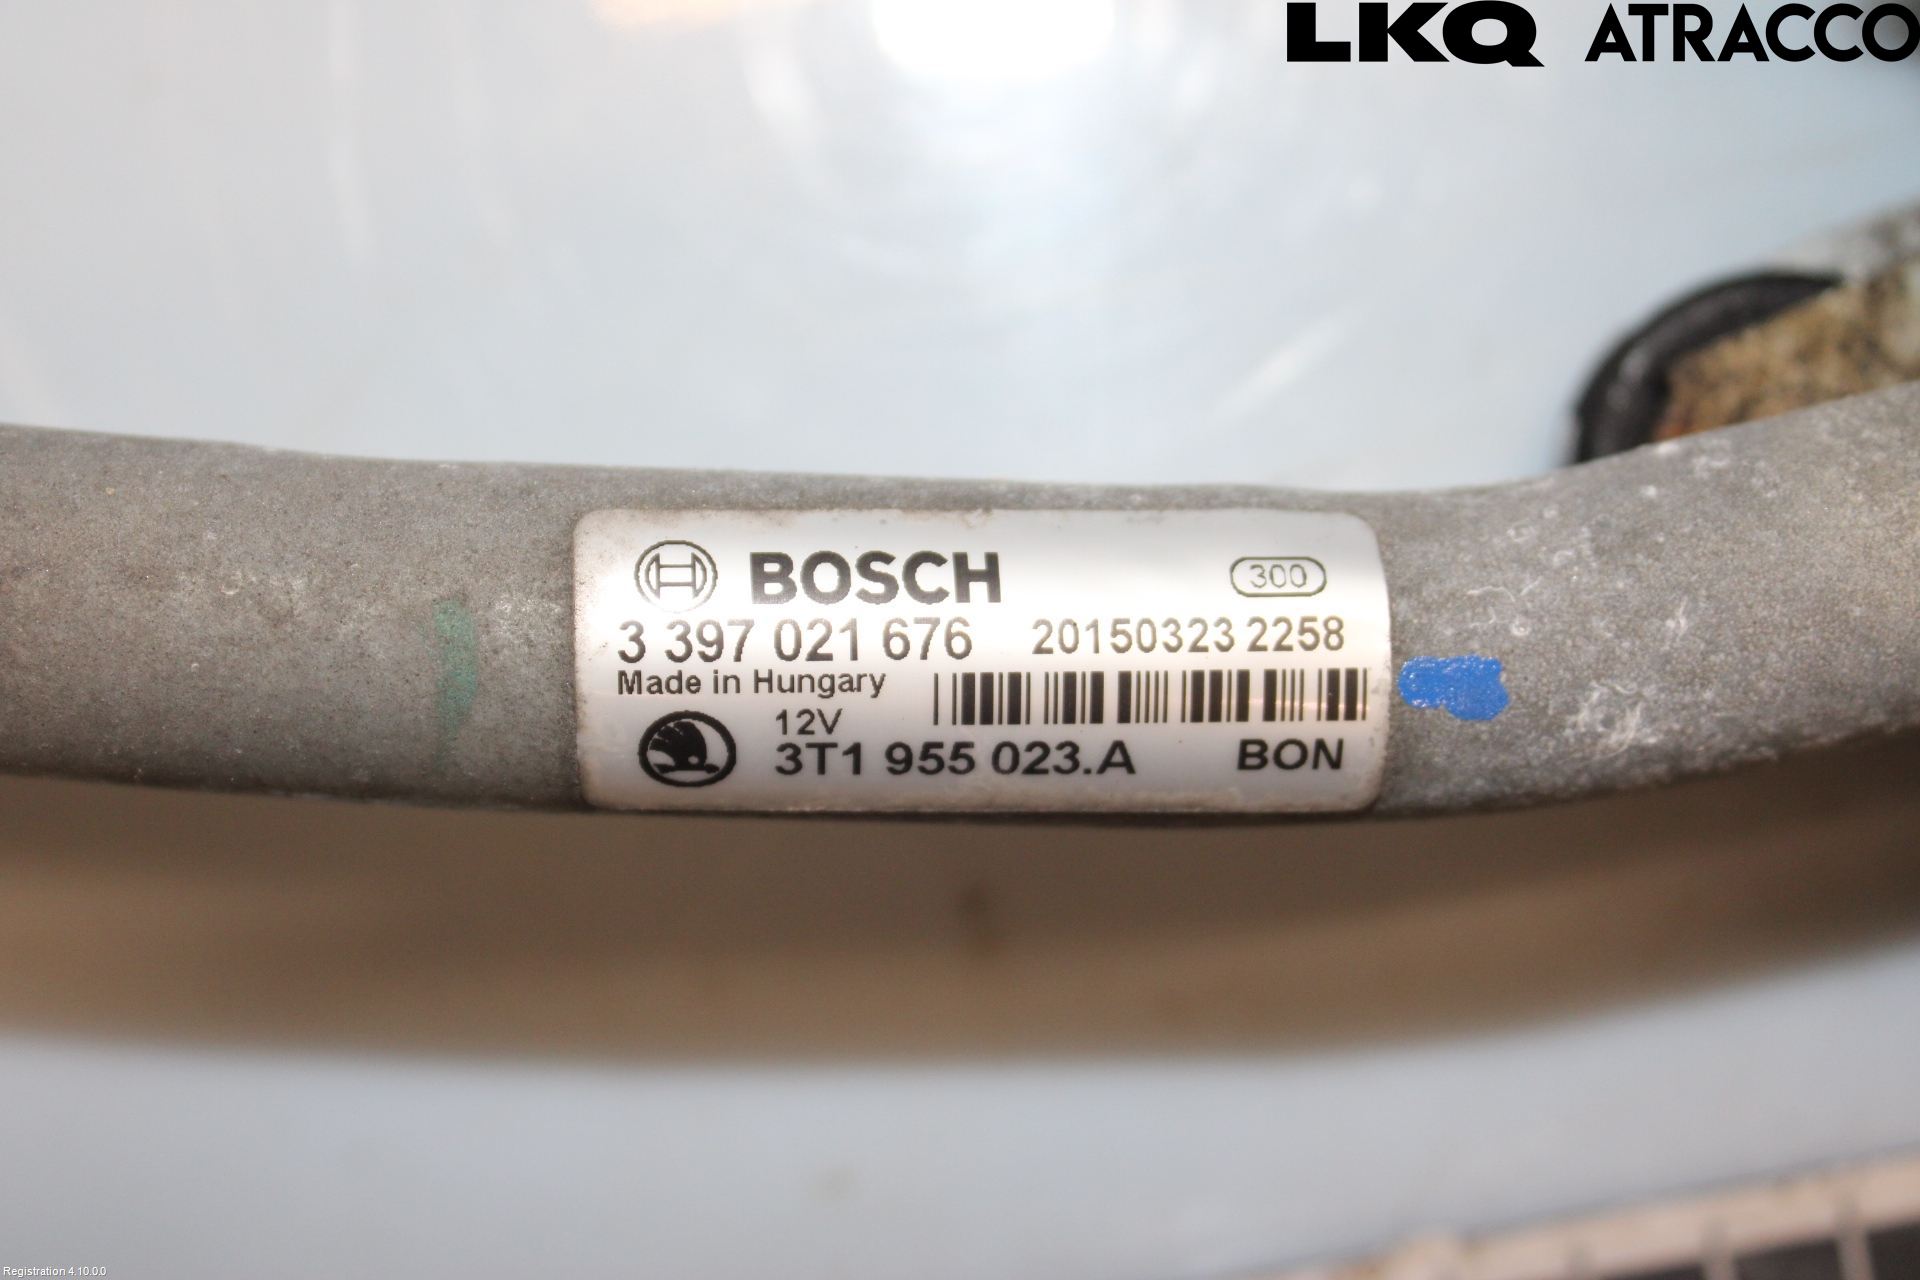 LKQ ATRACCO
BOSCH 300
3 397 021 676 20150323 2258
Made in Hungary
12V
3T1 955 023.A BON
Registration 4.10.0.0